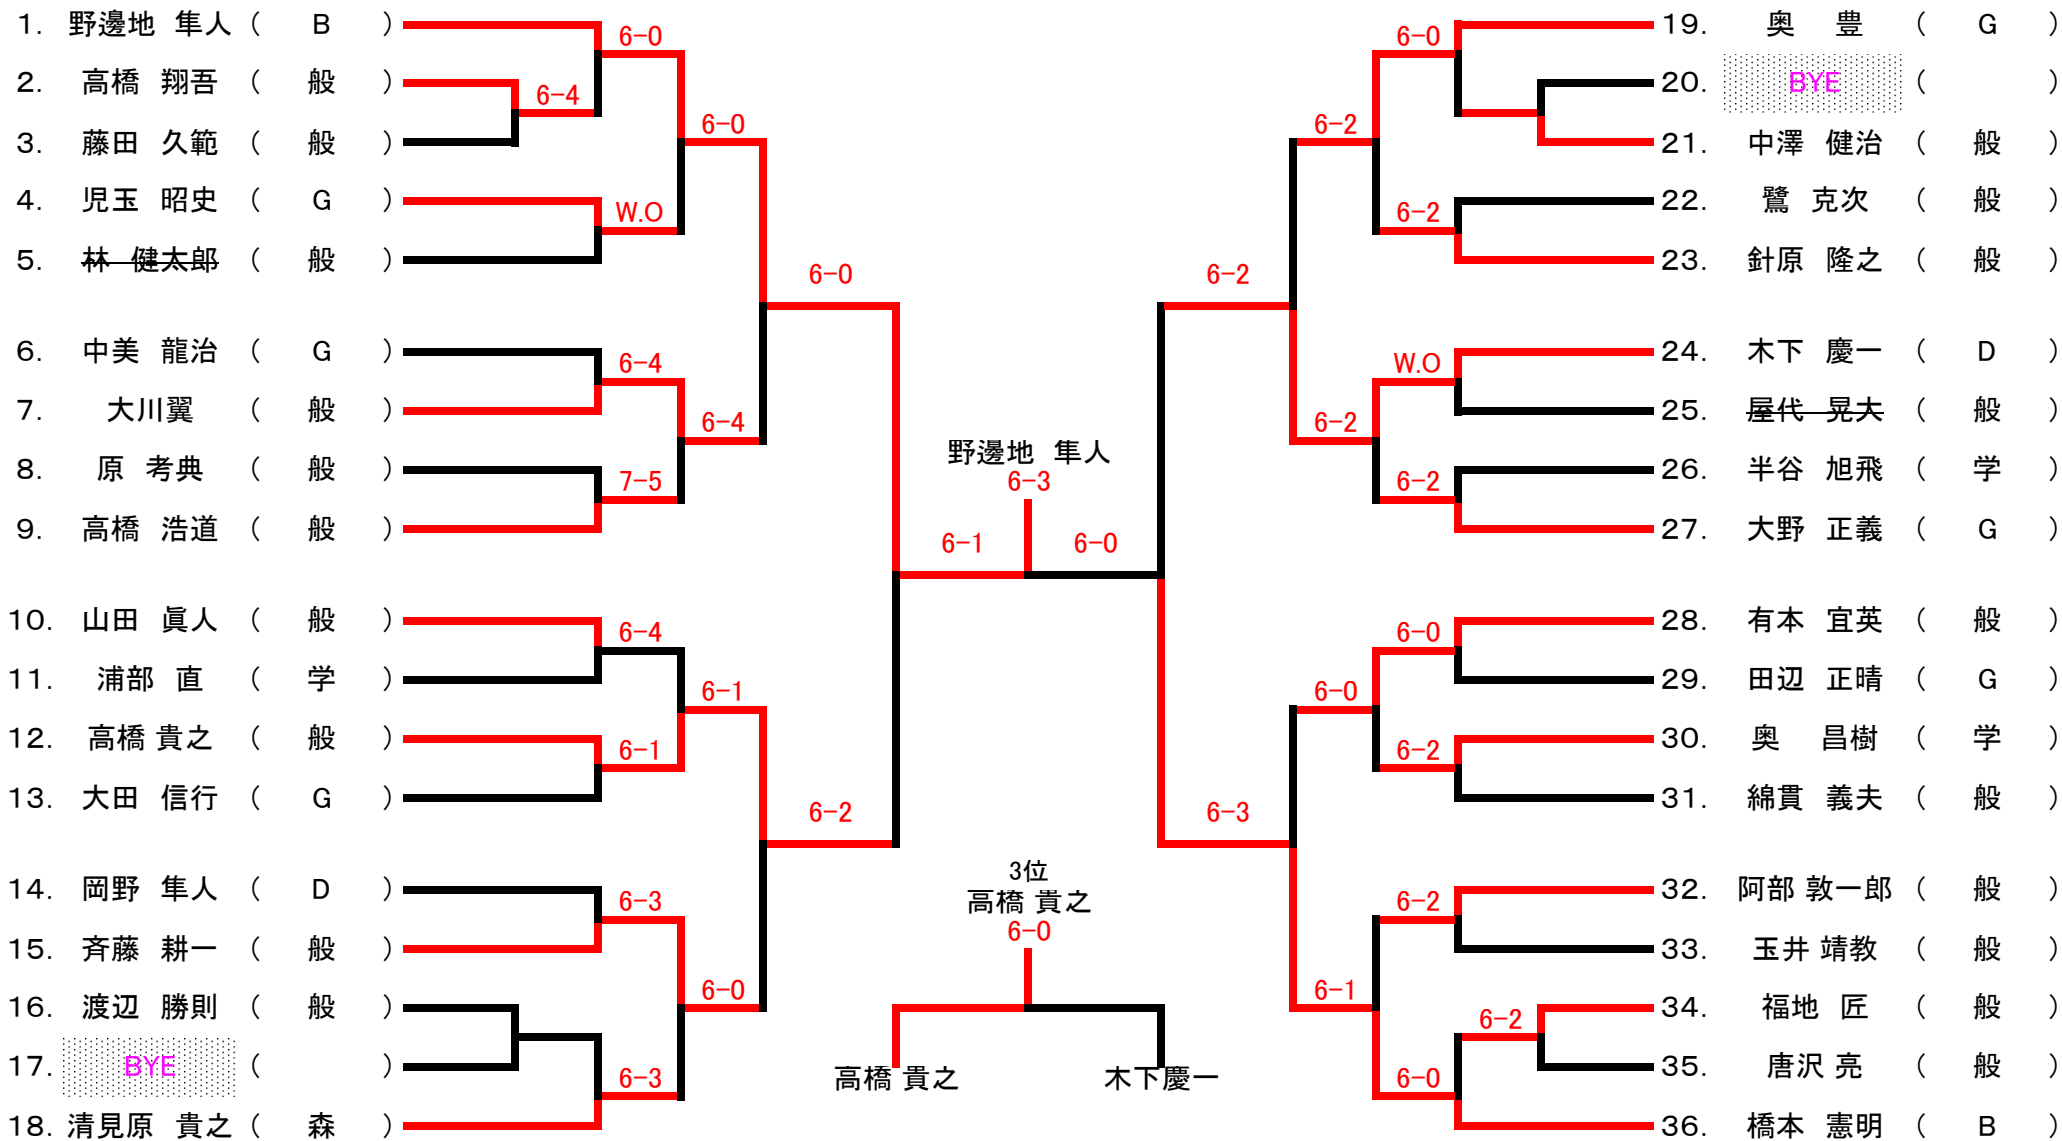 1. 野邊地 隼人 ( B )
2. 高橋 翔吾 ( 般 )
3. 藤田 久範 ( 般 )
4. 児玉 昭史 ( G )
5. 林 健太郎 ( 般 )
6. 中美 龍治 ( G )
7. 大川翼 ( 般 )
8. 原 考典 ( 般 )
9. 高橋 浩道 ( 般 )
10. 山田 眞人 ( 般 )
11. 浦部 直 ( 学 )
12. 高橋 貴之 ( 般 )
13. 大田 信行 ( G )
14. 岡野 隼人 ( D )
15. 斉藤 耕一 ( 般 )
16. 渡辺 勝則 ( 般 )
17. BYE ( )
18. 清見原 貴之 ( 森 )
6-4
6-0
W.O
6-4
7-5
6-4
6-1
6-3
6-3
6-0
6-4
6-1
6-0
6-0
6-2
野邊地 隼人
6-3
6-1
6-0
3位
高橋 貴之
6-0
高橋 貴之
木下慶一
6-2
6-3
6-2
6-2
6-0
6-1
6-0
6-2
W.O
6-2
6-0
6-2
6-2
6-0
6-2
19. 奥 豊 ( G )
20. BYE ( )
21. 中澤 健治 ( 般 )
22. 鷺 克次 ( 般 )
23. 針原 隆之 ( 般 )
24. 木下 慶一 ( D )
25. 屋代 晃大 ( 般 )
26. 半谷 旭飛 ( 学 )
27. 大野 正義 ( G )
28. 有本 宜英 ( 般 )
29. 田辺 正晴 ( G )
30. 奥 昌樹 ( 学 )
31. 綿貫 義夫 ( 般 )
32. 阿部 敦一郎 ( 般 )
33. 玉井 靖教 ( 般 )
34. 福地 匠 ( 般 )
35. 唐沢 亮 ( 般 )
36. 橋本 憲明 ( B )